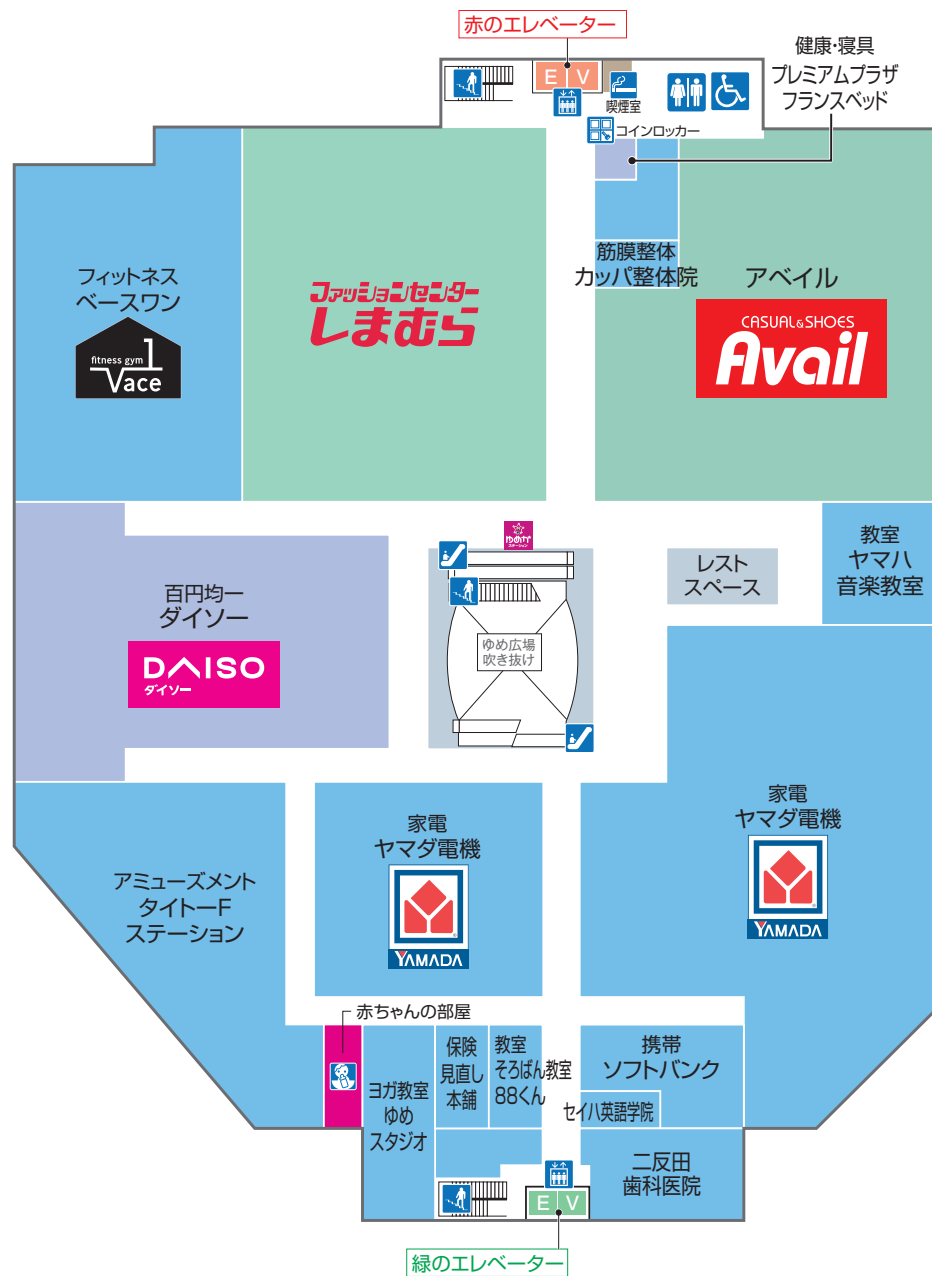 赤のエレベーター
E V
喫煙室
コインロッカー
健康・寝具
プレミアムプラザ
フランスベッド
フィットネス
ベースワン
fitness gym 1
Vace
ファッションセンター
しまむら
筋膜整体
カッパ整体院
アベイル
CASUAL&SHOES
Avail
百円均一
ダイソー
DAISO
ダイソー
ゆめか
ステーション
ゆめ広場
吹き抜け
レスト
スペース
教室
ヤマハ
音楽教室
アミューズメント
タイトーF
ステーション
家電
ヤマダ電機
YAMADA
家電
ヤマダ電機
YAMADA
赤ちゃんの部屋
ヨガ教室
ゆめ
スタジオ
保険
見直し
本舗
教室
そろばん教室
88くん
携帯
ソフトバンク
セイハ英語学院
二反田
歯科医院
E V
緑のエレベーター